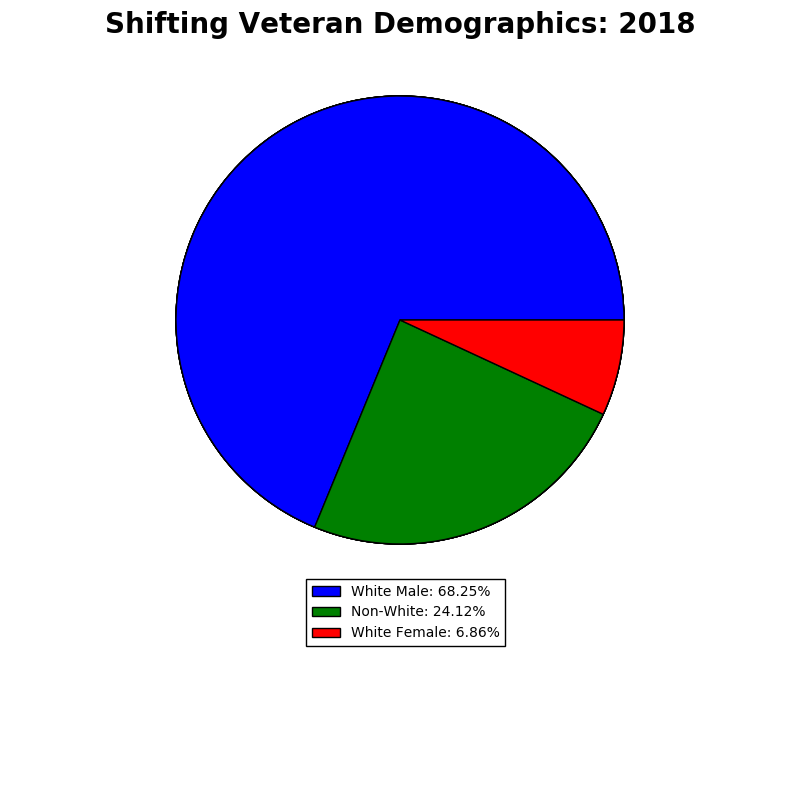 Shifting Veteran Demographics: 2018
White Male: 68.25%
Non-White: 24.12%
White Female: 6.86%